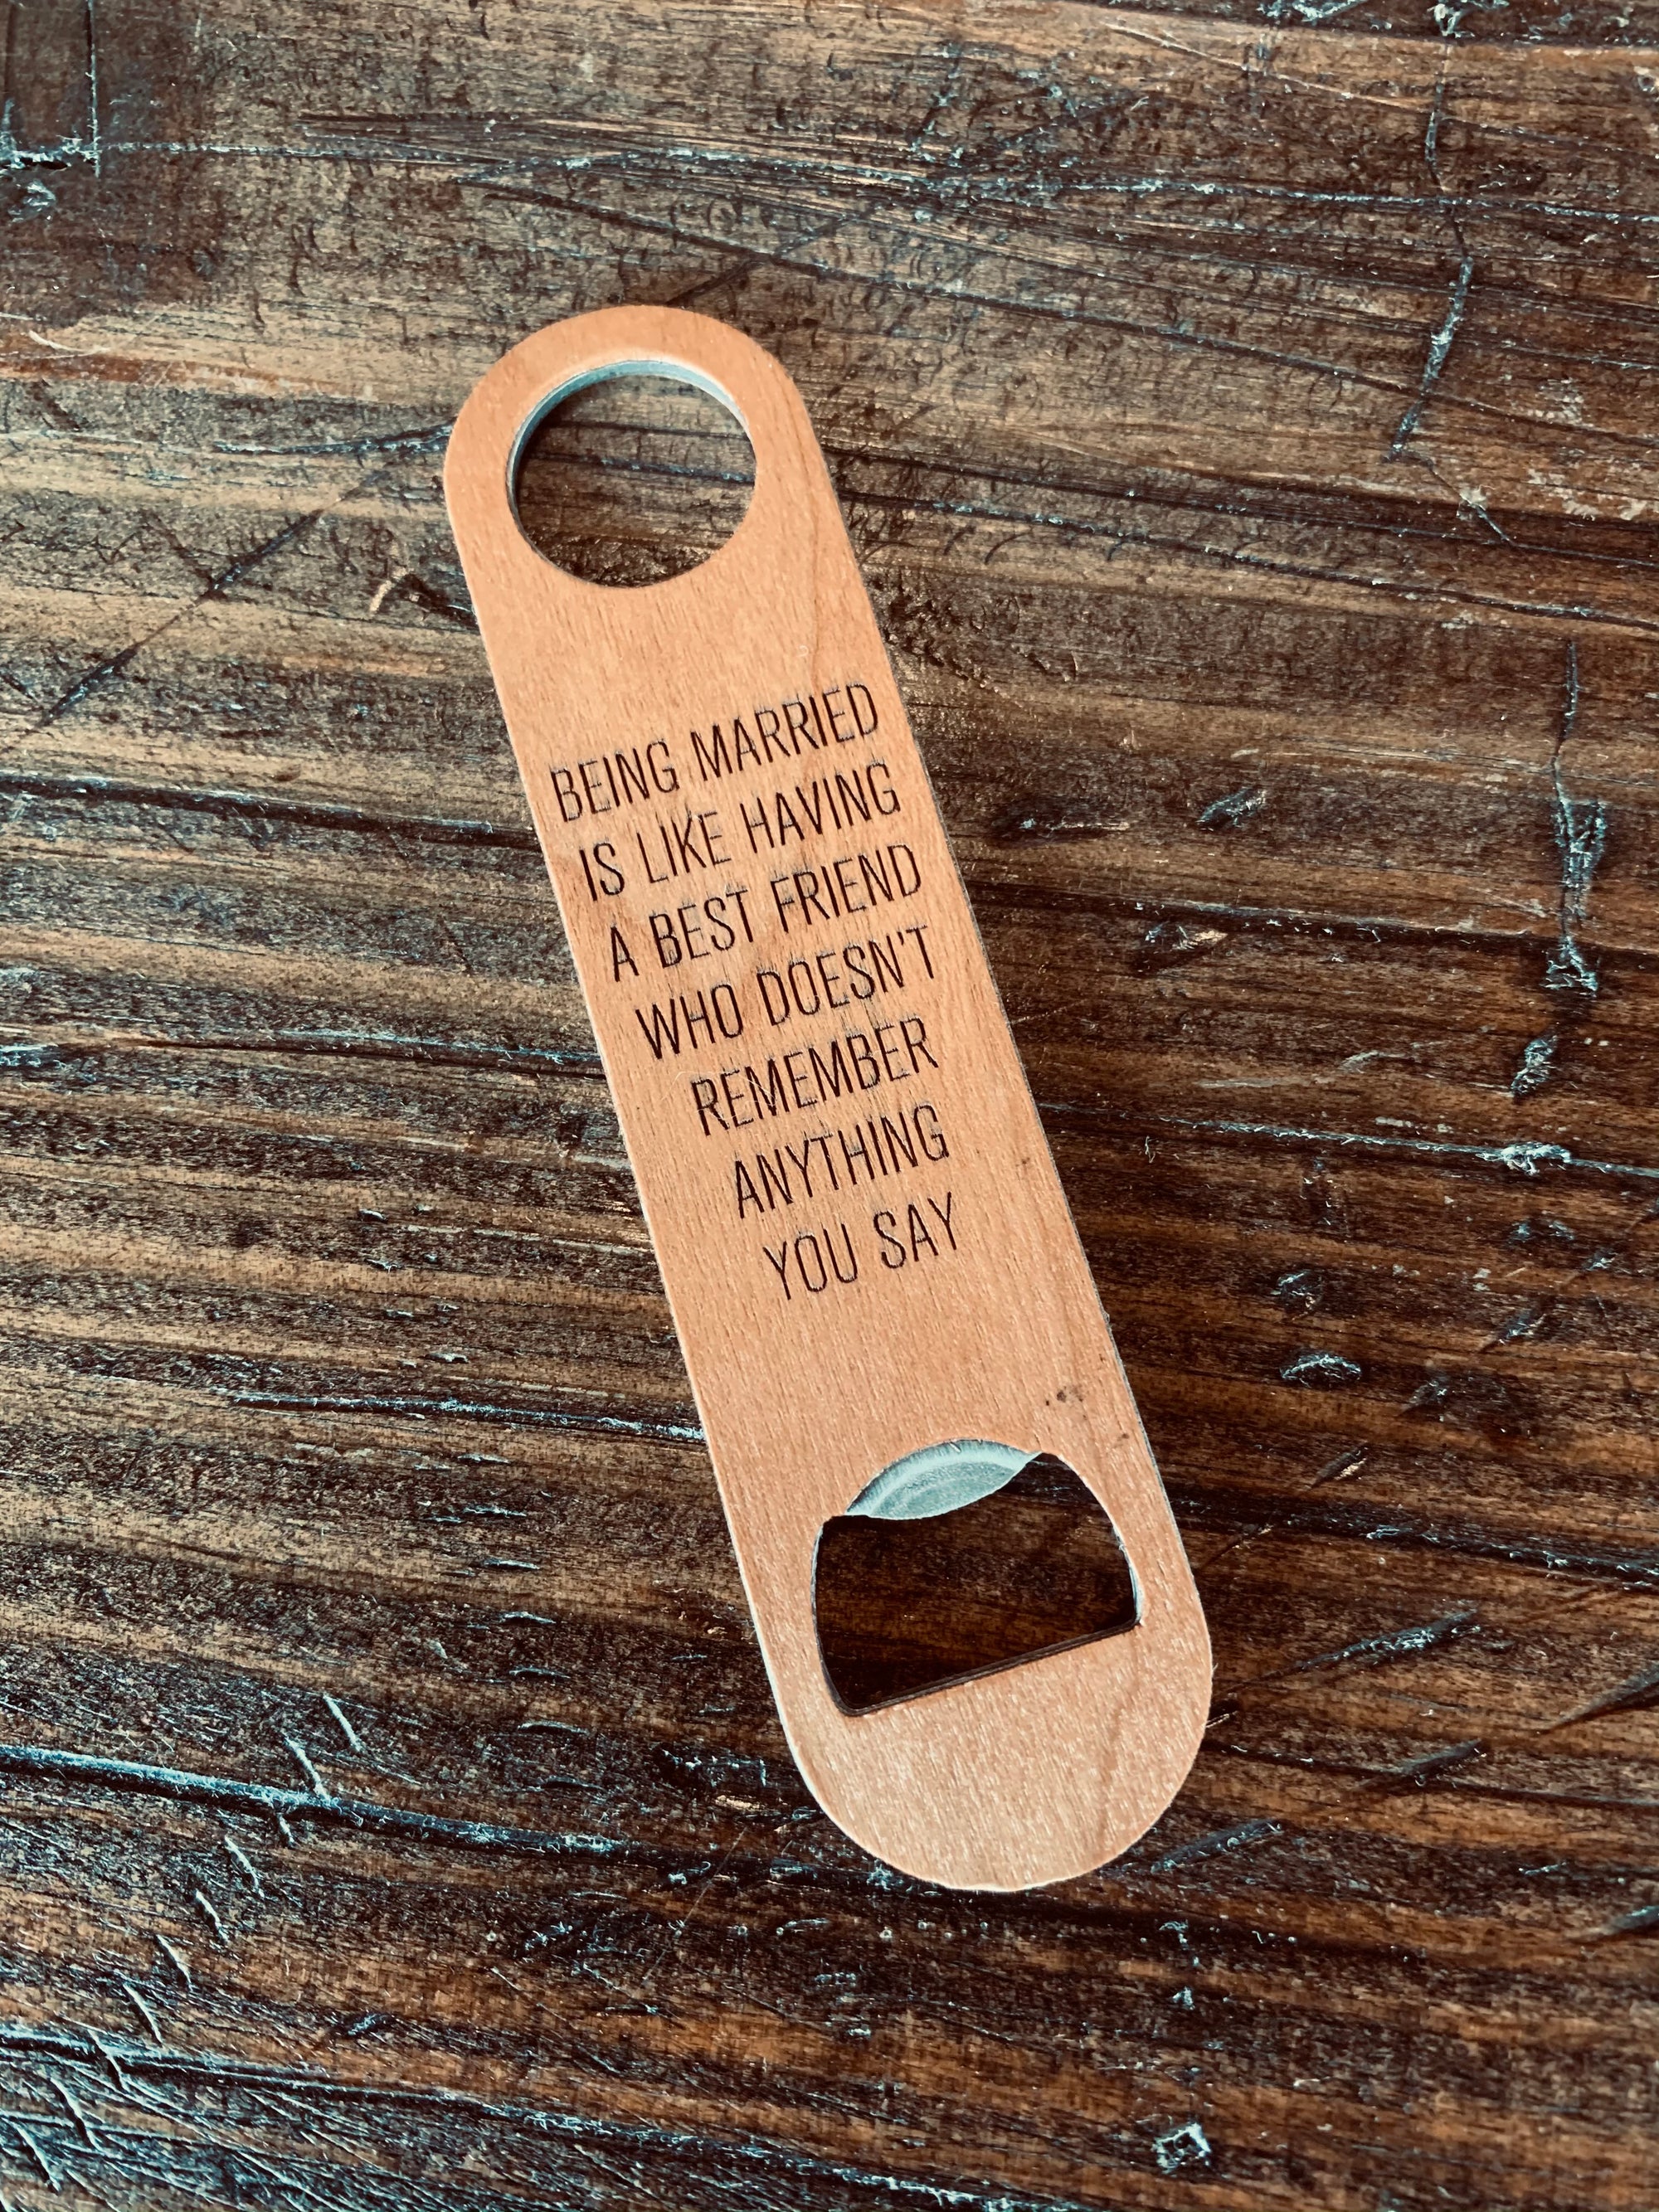 BEING MARRIED
IS LIKE HAVING
A BEST FRIEND
WHO DOESN'T
REMEMBER
ANYTHING
YOU SAY